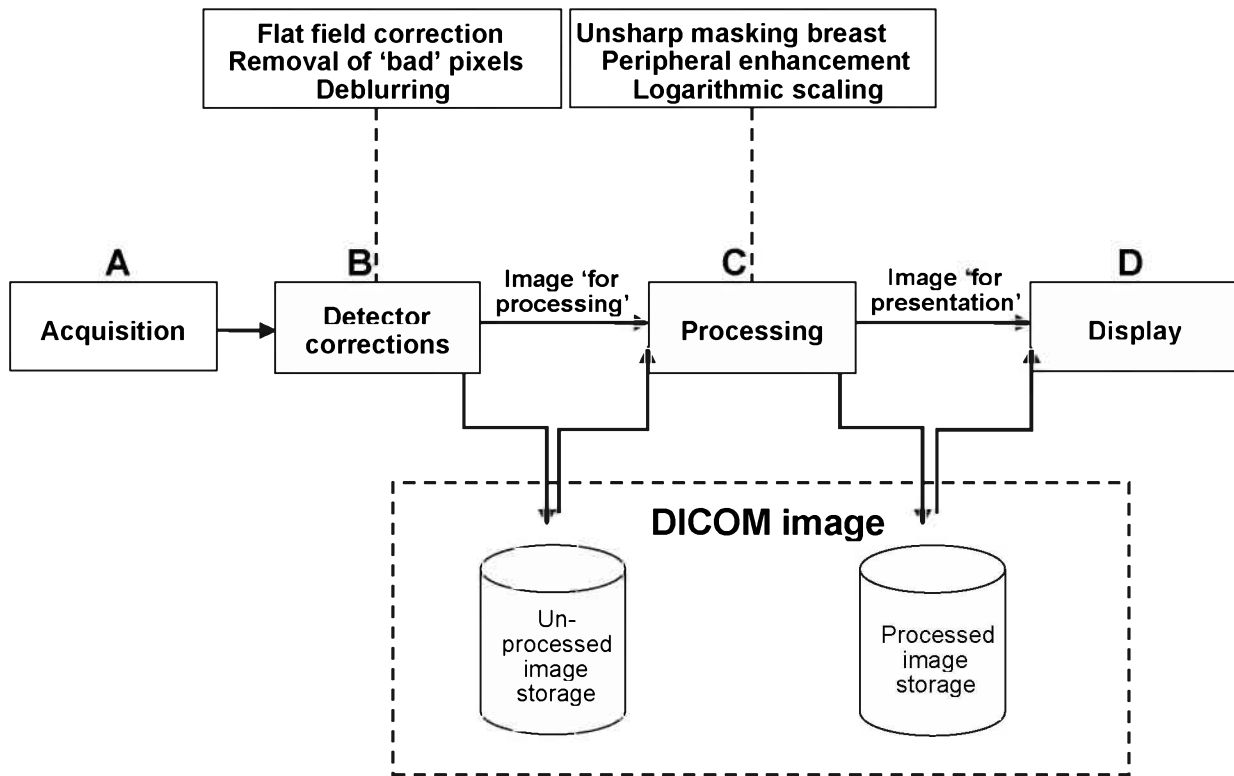 Flat field correction
Removal of ‘bad’ pixels
Deblurring
Unsharp masking breast
Peripheral enhancement
Logarithmic scaling
A
B
C
D
Acquisition
Detector
corrections
Image ‘for
processing’
Processing
Image ‘for
presentation’
Display
DICOM image
Un-
processed
image
storage
Processed
image
storage